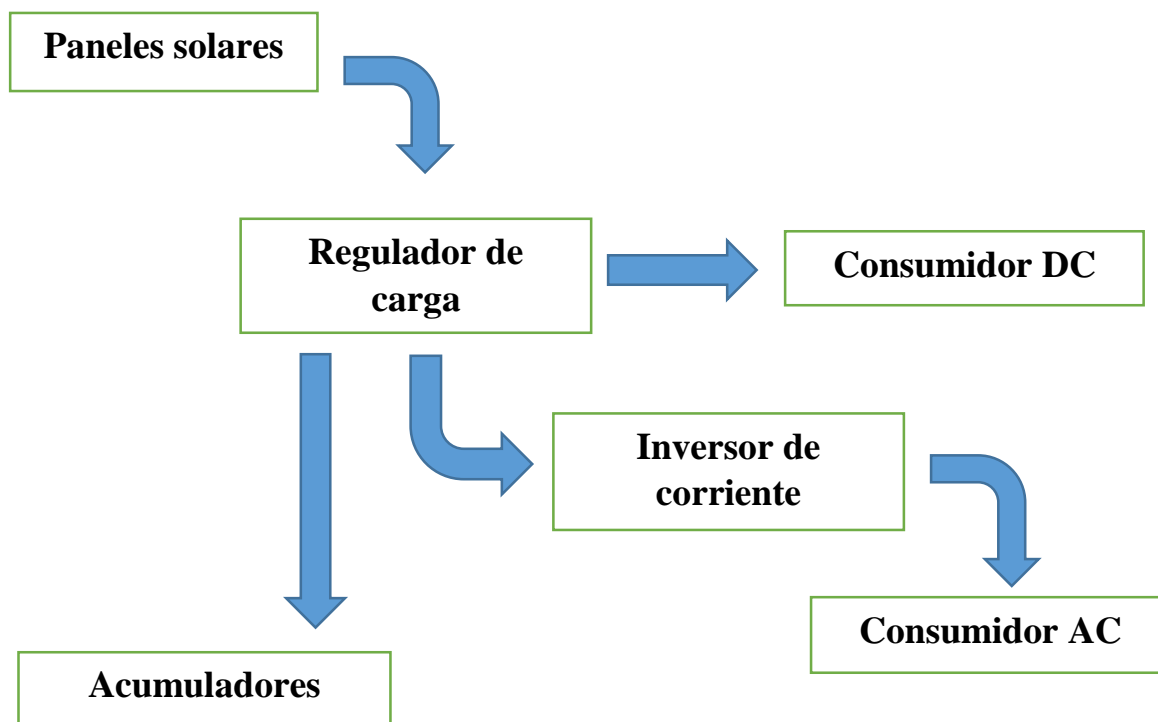 Paneles solares
Regulador de
carga
Consumidor DC
Inversor de
corriente
Consumidor AC
Acumuladores